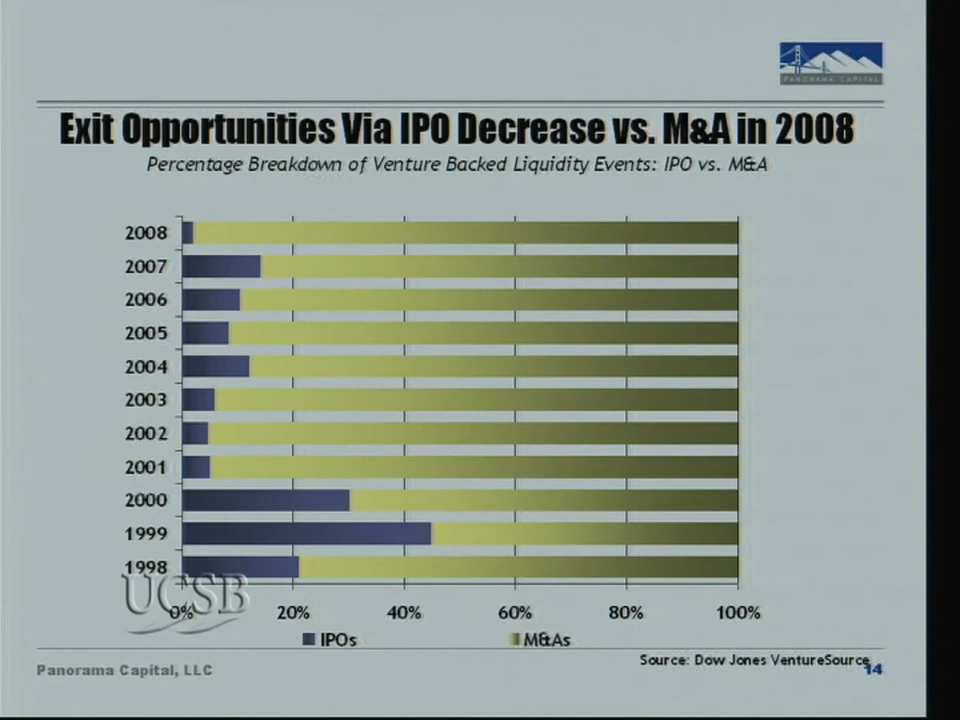 PANORAMA CAPITAL
Exit Opportunities Via IPO Decrease vs. M&A in 2008
Percentage Breakdown of Venture Backed Liquidity Events: IPO vs. M&A
2008
2007
2006
2005
2004
2003
2002
2001
2000
1999
1998
UCSB
0% 20% 40% 60% 80% 100%
IPOs M&As
Source: Dow Jones VentureSource
Panorama Capital, LLC
14